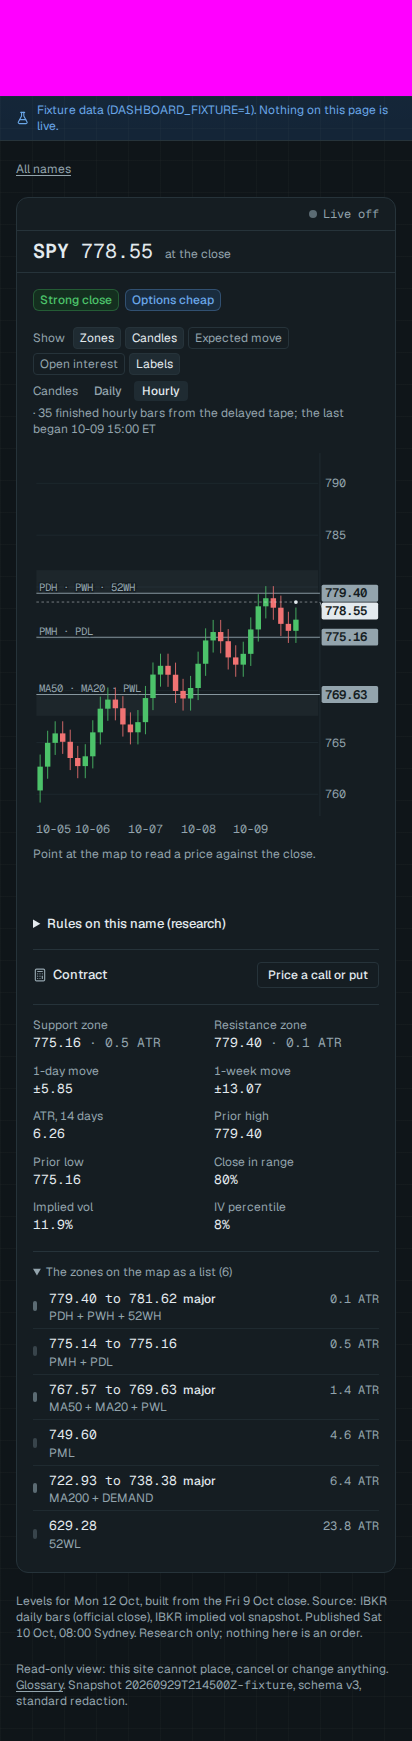 Fixture data (DASHBOARD_FIXTURE=1). Nothing on this page is
live.
All names
Live off
SPY 778.55 at the close
Strong close Options cheap
Show Zones Candles Expected move
Open interest Labels
Candles Daily Hourly
· 35 finished hourly bars from the delayed tape; the last
began 10-09 15:00 ET
790
785
PDH · PWH · 52WH
779.40
778.55
PMH · PDL
775.16
MA50 · MA20 · PWL
769.63
765
760
10-05 10-06 10-07 10-08 10-09
Point at the map to read a price against the close.
Rules on this name (research)
Contract Price a call or put
Support zone Resistance zone
775.16 · 0.5 ATR 779.40 · 0.1 ATR
1-day move 1-week move
±5.85 ±13.07
ATR, 14 days Prior high
6.26 779.40
Prior low Close in range
775.16 80%
Implied vol IV percentile
11.9% 8%
The zones on the map as a list (6)
779.40 to 781.62 major 0.1 ATR
PDH + PWH + 52WH
775.14 to 775.16 0.5 ATR
PMH + PDL
767.57 to 769.63 major 1.4 ATR
MA50 + MA20 + PWL
749.60 4.6 ATR
PML
722.93 to 738.38 major 6.4 ATR
MA200 + DEMAND
629.28 23.8 ATR
52WL
Levels for Mon 12 Oct, built from the Fri 9 Oct close. Source: IBKR
daily bars (official close), IBKR implied vol snapshot. Published Sat
10 Oct, 08:00 Sydney. Research only; nothing here is an order.
Read-only view: this site cannot place, cancel or change anything.
Glossary. Snapshot 20260929T214500Z-fixture, schema v3,
standard redaction.